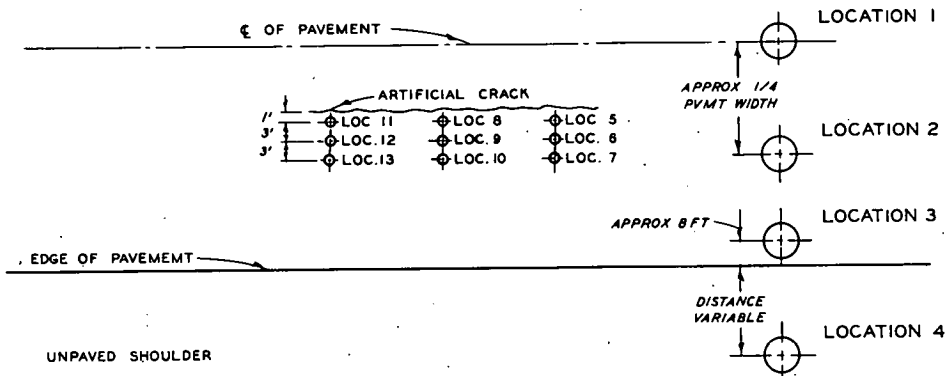 LOCATION 1
℄ OF PAVEMENT
APPROX 1/4
PVMT WIDTH
ARTIFICIAL CRACK
1'
LOC 11
LOC 8
LOC 5
3'
LOC. 12
LOC. 9
LOC. 6
LOCATION 2
3'
LOC. 13
LOC. 10
LOC. 7
APPROX 8 FT
LOCATION 3
EDGE OF PAVEMEMT
DISTANCE
VARIABLE
LOCATION 4
UNPAVED SHOULDER